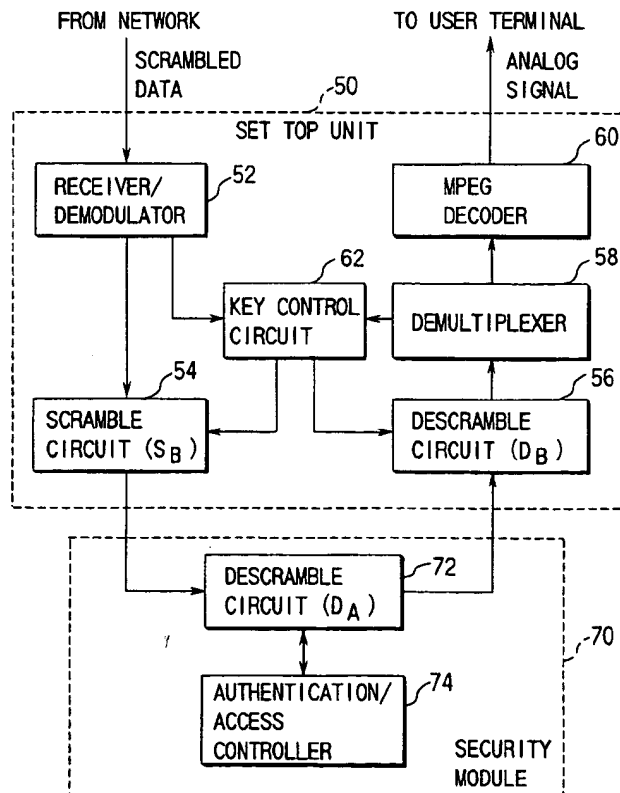 FROM NETWORK
TO USER TERMINAL
SCRAMBLED
DATA
ANALOG
SIGNAL
50
SET TOP UNIT
60
RECEIVER/
DEMODULATOR
52
MPEG
DECODER
62
58
KEY CONTROL
CIRCUIT
DEMULTIPLEXER
54
56
SCRAMBLE
CIRCUIT (SB)
DESCRAMBLE
CIRCUIT (DB)
DESCRAMBLE
CIRCUIT (DA)
72
70
AUTHENTICATION/
ACCESS
CONTROLLER
74
SECURITY
MODULE